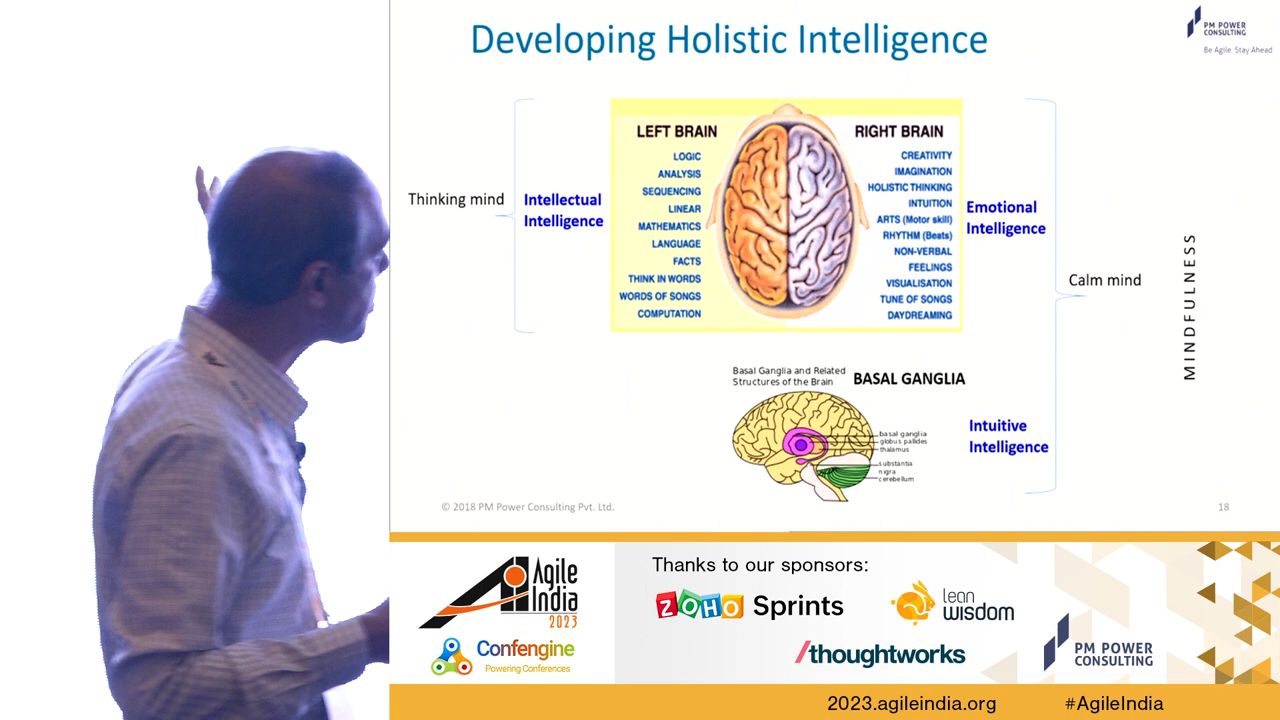 Developing Holistic Intelligence
PM POWER
CONSULTING
Be Agile Stay Ahead
Thinking mind
Intellectual
Intelligence
LEFT BRAIN
LOGIC
ANALYSIS
SEQUENCING
LINEAR
MATHEMATICS
LANGUAGE
FACTS
THINK IN WORDS
WORDS OF SONGS
COMPUTATION
RIGHT BRAIN
CREATIVITY
IMAGINATION
HOLISTIC THINKING
INTUITION
ARTS (Motor skill)
RHYTHM (Beats)
NON-VERBAL
FEELINGS
VISUALISATION
TUNE OF SONGS
DAYDREAMING
Emotional
Intelligence
Calm mind
MINDFULNESS
Basal Ganglia and Related
Structures of the Brain
BASAL GANGLIA
basal ganglia
globus pallides
thalamus
substantia
nigra
cerebellum
Intuitive
Intelligence
© 2018 PM Power Consulting Pvt. Ltd.
18
Agile
India
2023
Confengine
Powering Conferences
Thanks to our sponsors:
ZOHO Sprints
lean
wisdom
/thoughtworks
PM POWER
CONSULTING
2023.agileindia.org
#AgileIndia